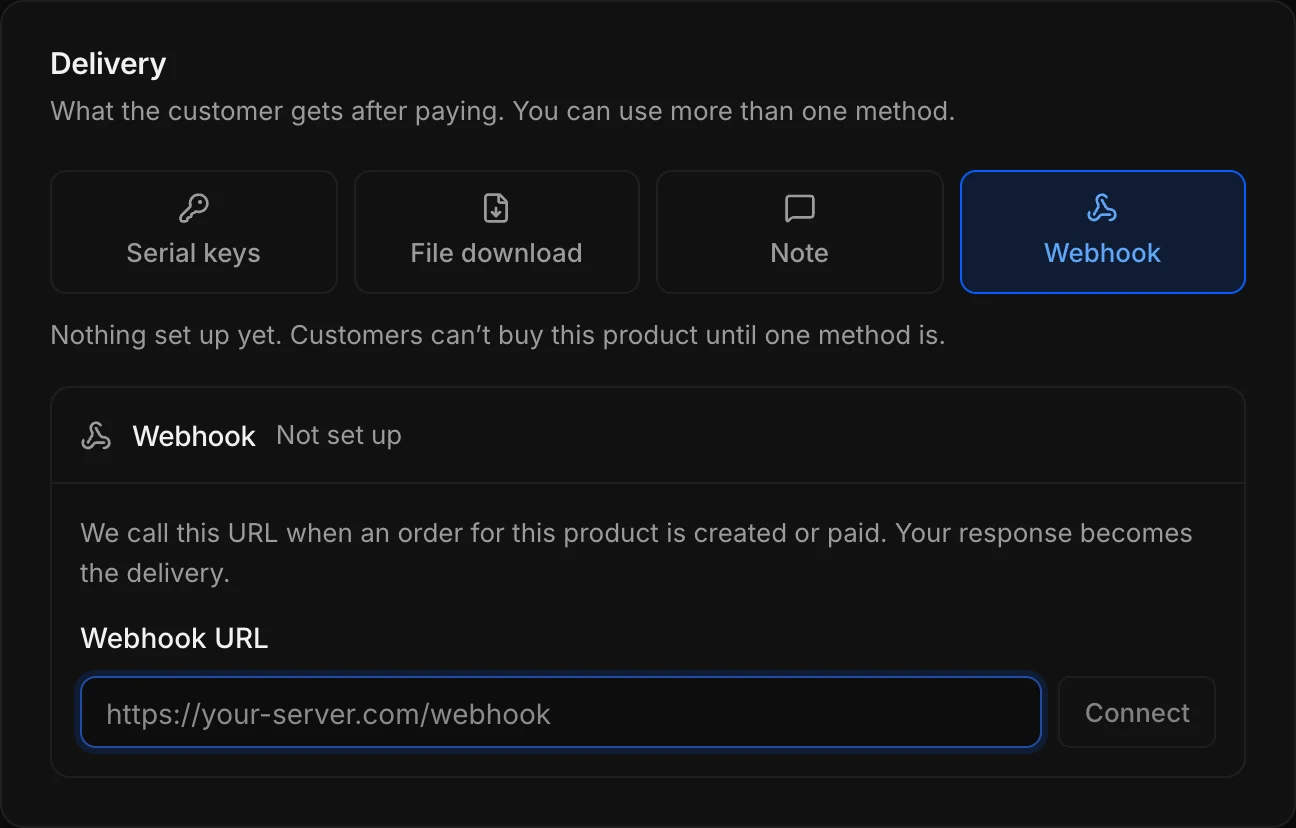 Delivery
What the customer gets after paying. You can use more than one method.
Serial keys
File download
Note
Webhook
Nothing set up yet. Customers can’t buy this product until one method is.
Webhook Not set up
We call this URL when an order for this product is created or paid. Your response becomes
the delivery.
Webhook URL
https://your-server.com/webhook
Connect